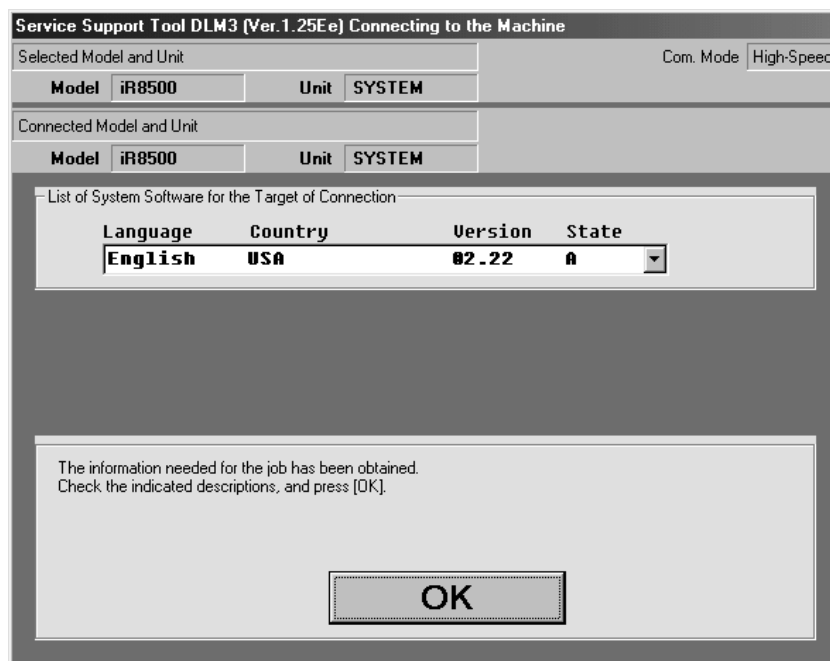 Service Support Tool DLM3 (Ver.1.25Ee) Connecting to the Machine
Selected Model and Unit Com. Mode High-Speed
Model iR8500 Unit SYSTEM
Connected Model and Unit
Model iR8500 Unit SYSTEM
List of System Software for the Target of Connection
Language Country Version State
English USA 02.22 A
The information needed for the job has been obtained.
Check the indicated descriptions, and press [OK].
OK